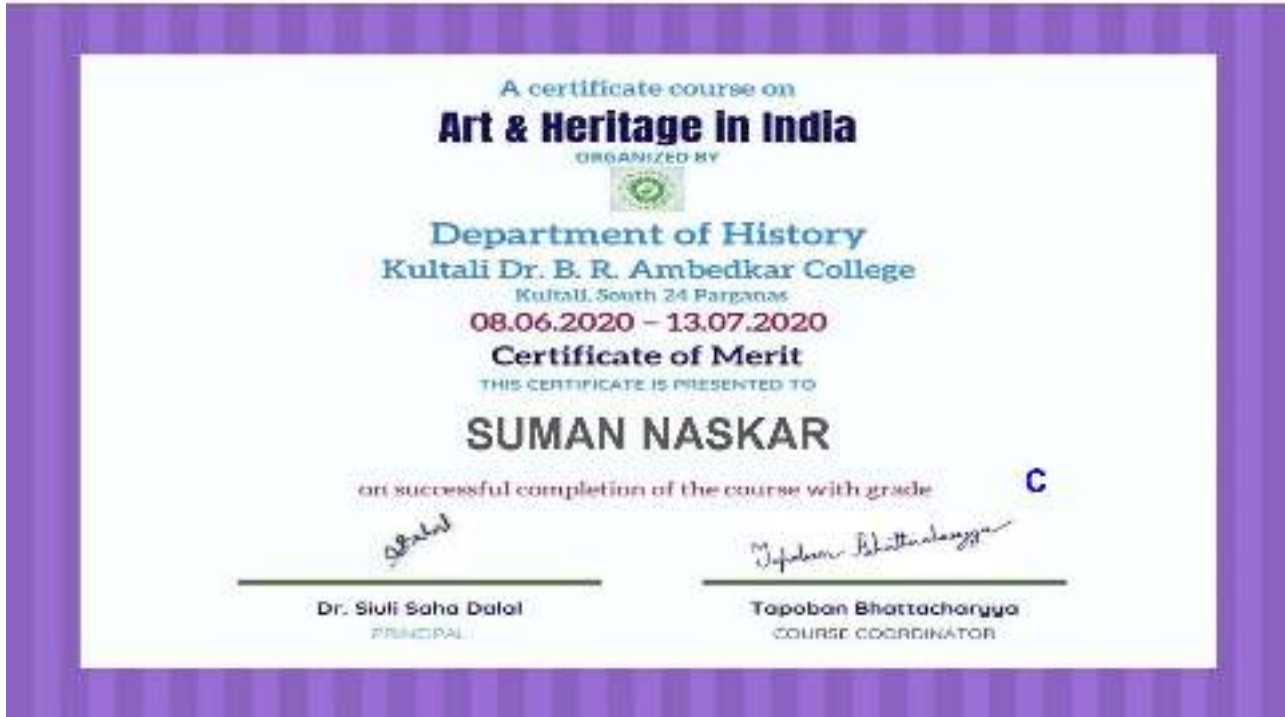 A certificate course on
Art & Heritage in India
ORGANIZED BY
Department of History
Kultali Dr. B. R. Ambedkar College
Kultali, South 24 Parganas
08.06.2020 – 13.07.2020
Certificate of Merit
THIS CERTIFICATE IS PRESENTED TO
SUMAN NASKAR
on successful completion of the course with grade C
Tapoban Bhattacharyya
Dr. Siuli Saha Dalal
Tapoban Bhattacharyya
PRINCIPAL
COURSE COORDINATOR